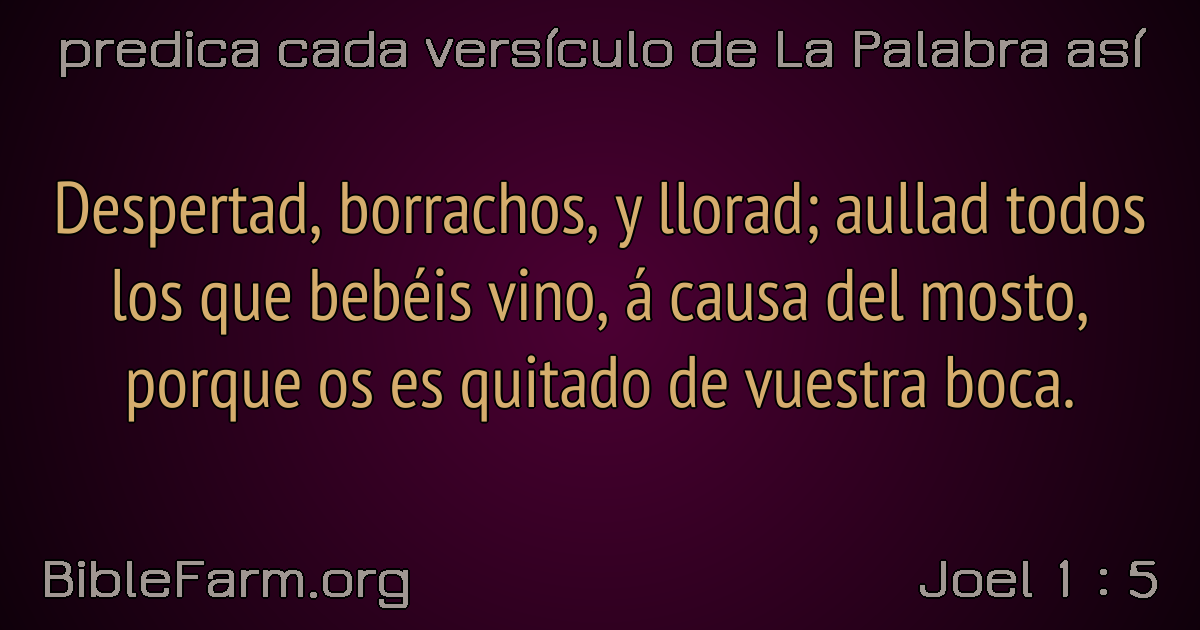 predica cada versículo de La Palabra así
Despertad, borrachos, y llorad; aullad todos
los que bebéis vino, á causa del mosto,
porque os es quitado de vuestra boca.
BibleFarm.org
Joel 1 : 5